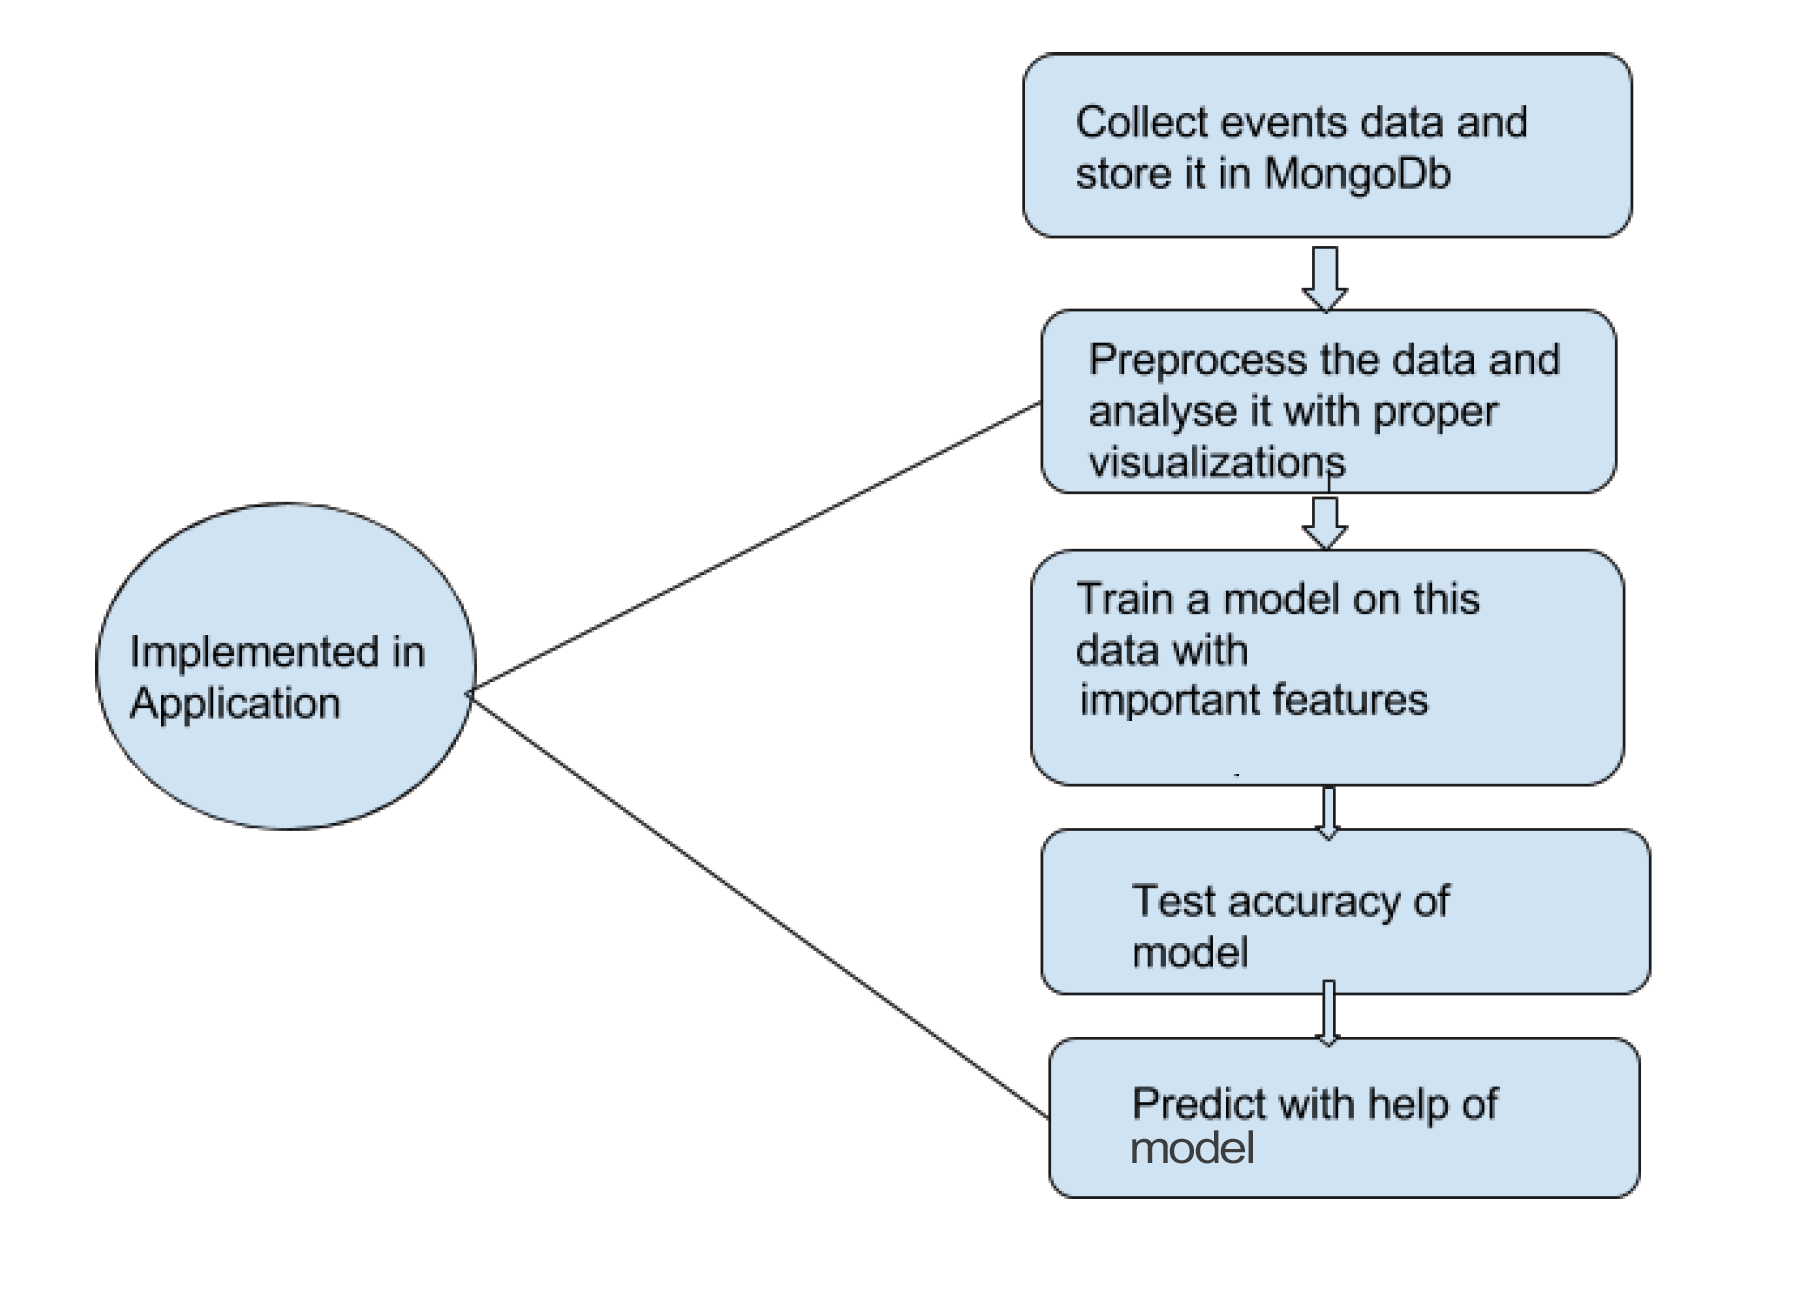 Collect events data and
store it in MongoDb
Preprocess the data and
analyse it with proper
visualizations
Implemented in
Application
Train a model on this
data with
important features
Test accuracy of
model
Predict with help of
model